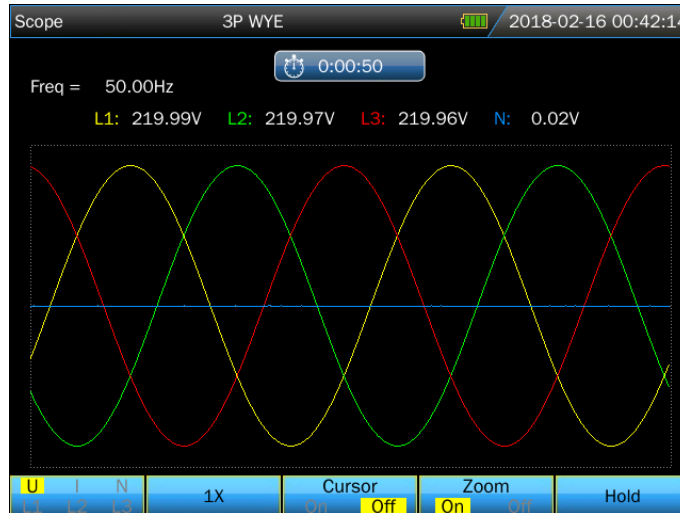 Scope 3P WYE 2018-02-16 00:42:14
0:00:50
Freq = 50.00Hz
L1: 219.99V L2: 219.97V L3: 219.96V N: 0.02V
U I N 1X Cursor Zoom Hold
L1 L2 L3 On Off On Off